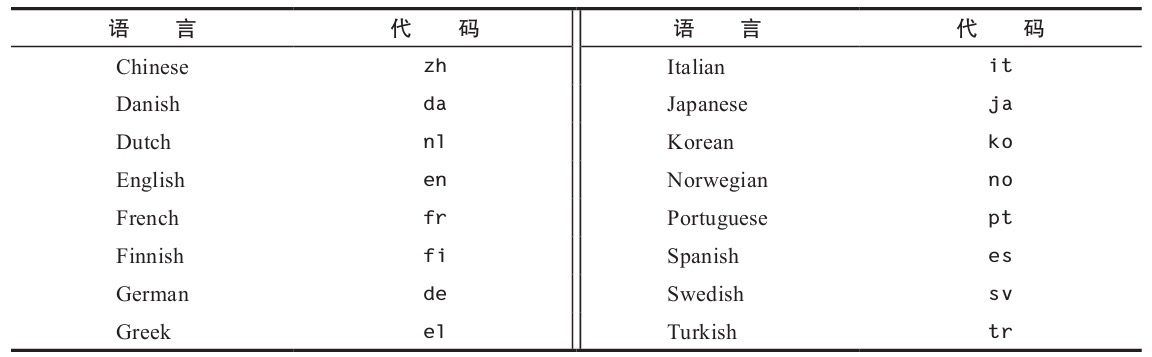 语 言 代 码 语 言 代 码
Chinese zh Italian it
Danish da Japanese ja
Dutch nl Korean ko
English en Norwegian no
French fr Portuguese pt
Finnish fi Spanish es
German de Swedish sv
Greek el Turkish tr